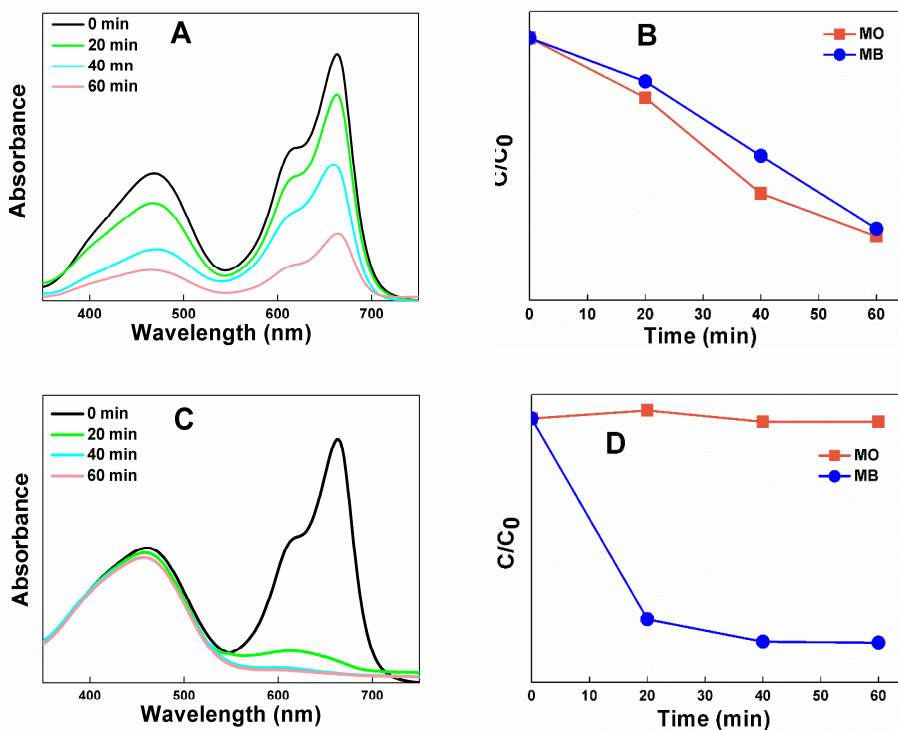 A
0 min
20 min
40 mn
60 min
Absorbance
400
500
600
700
Wavelength (nm)
B
MO
MB
C/C0
0
10
20
30
40
50
60
Time (min)
C
0 min
20 min
40 min
60 min
Absorbance
400
500
600
700
Wavelength (nm)
D
MO
MB
C/C0
0
10
20
30
40
50
60
Time (min)